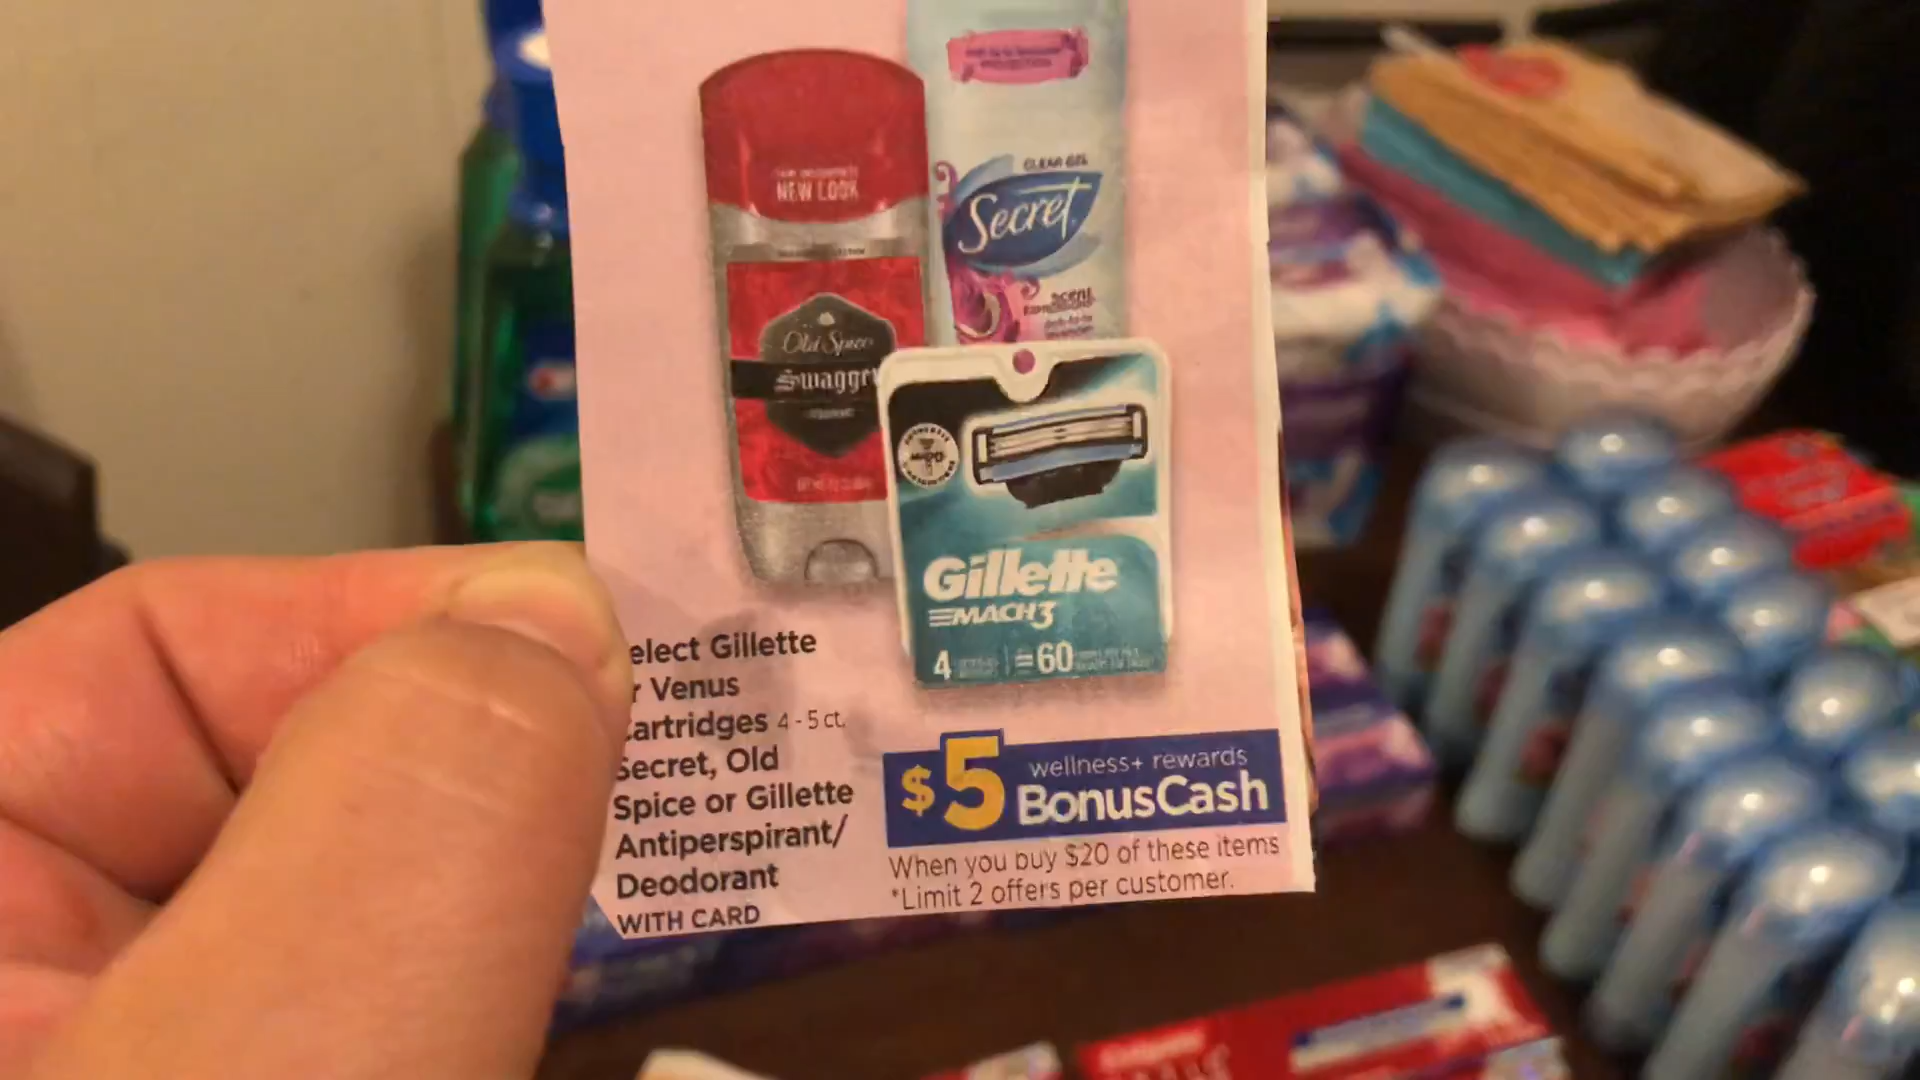 NEW LOOK
CLEAR GEL
Secret
SCENT
Old Spice
Swagger
Gillette
MACH3
4 =60
elect Gillette
r Venus
artridges 4-5 ct.
Secret, Old
Spice or Gillette
Antiperspirant/
Deodorant
WITH CARD
$5 wellness+ rewards
BonusCash
When you buy $20 of these items
*Limit 2 offers per customer.